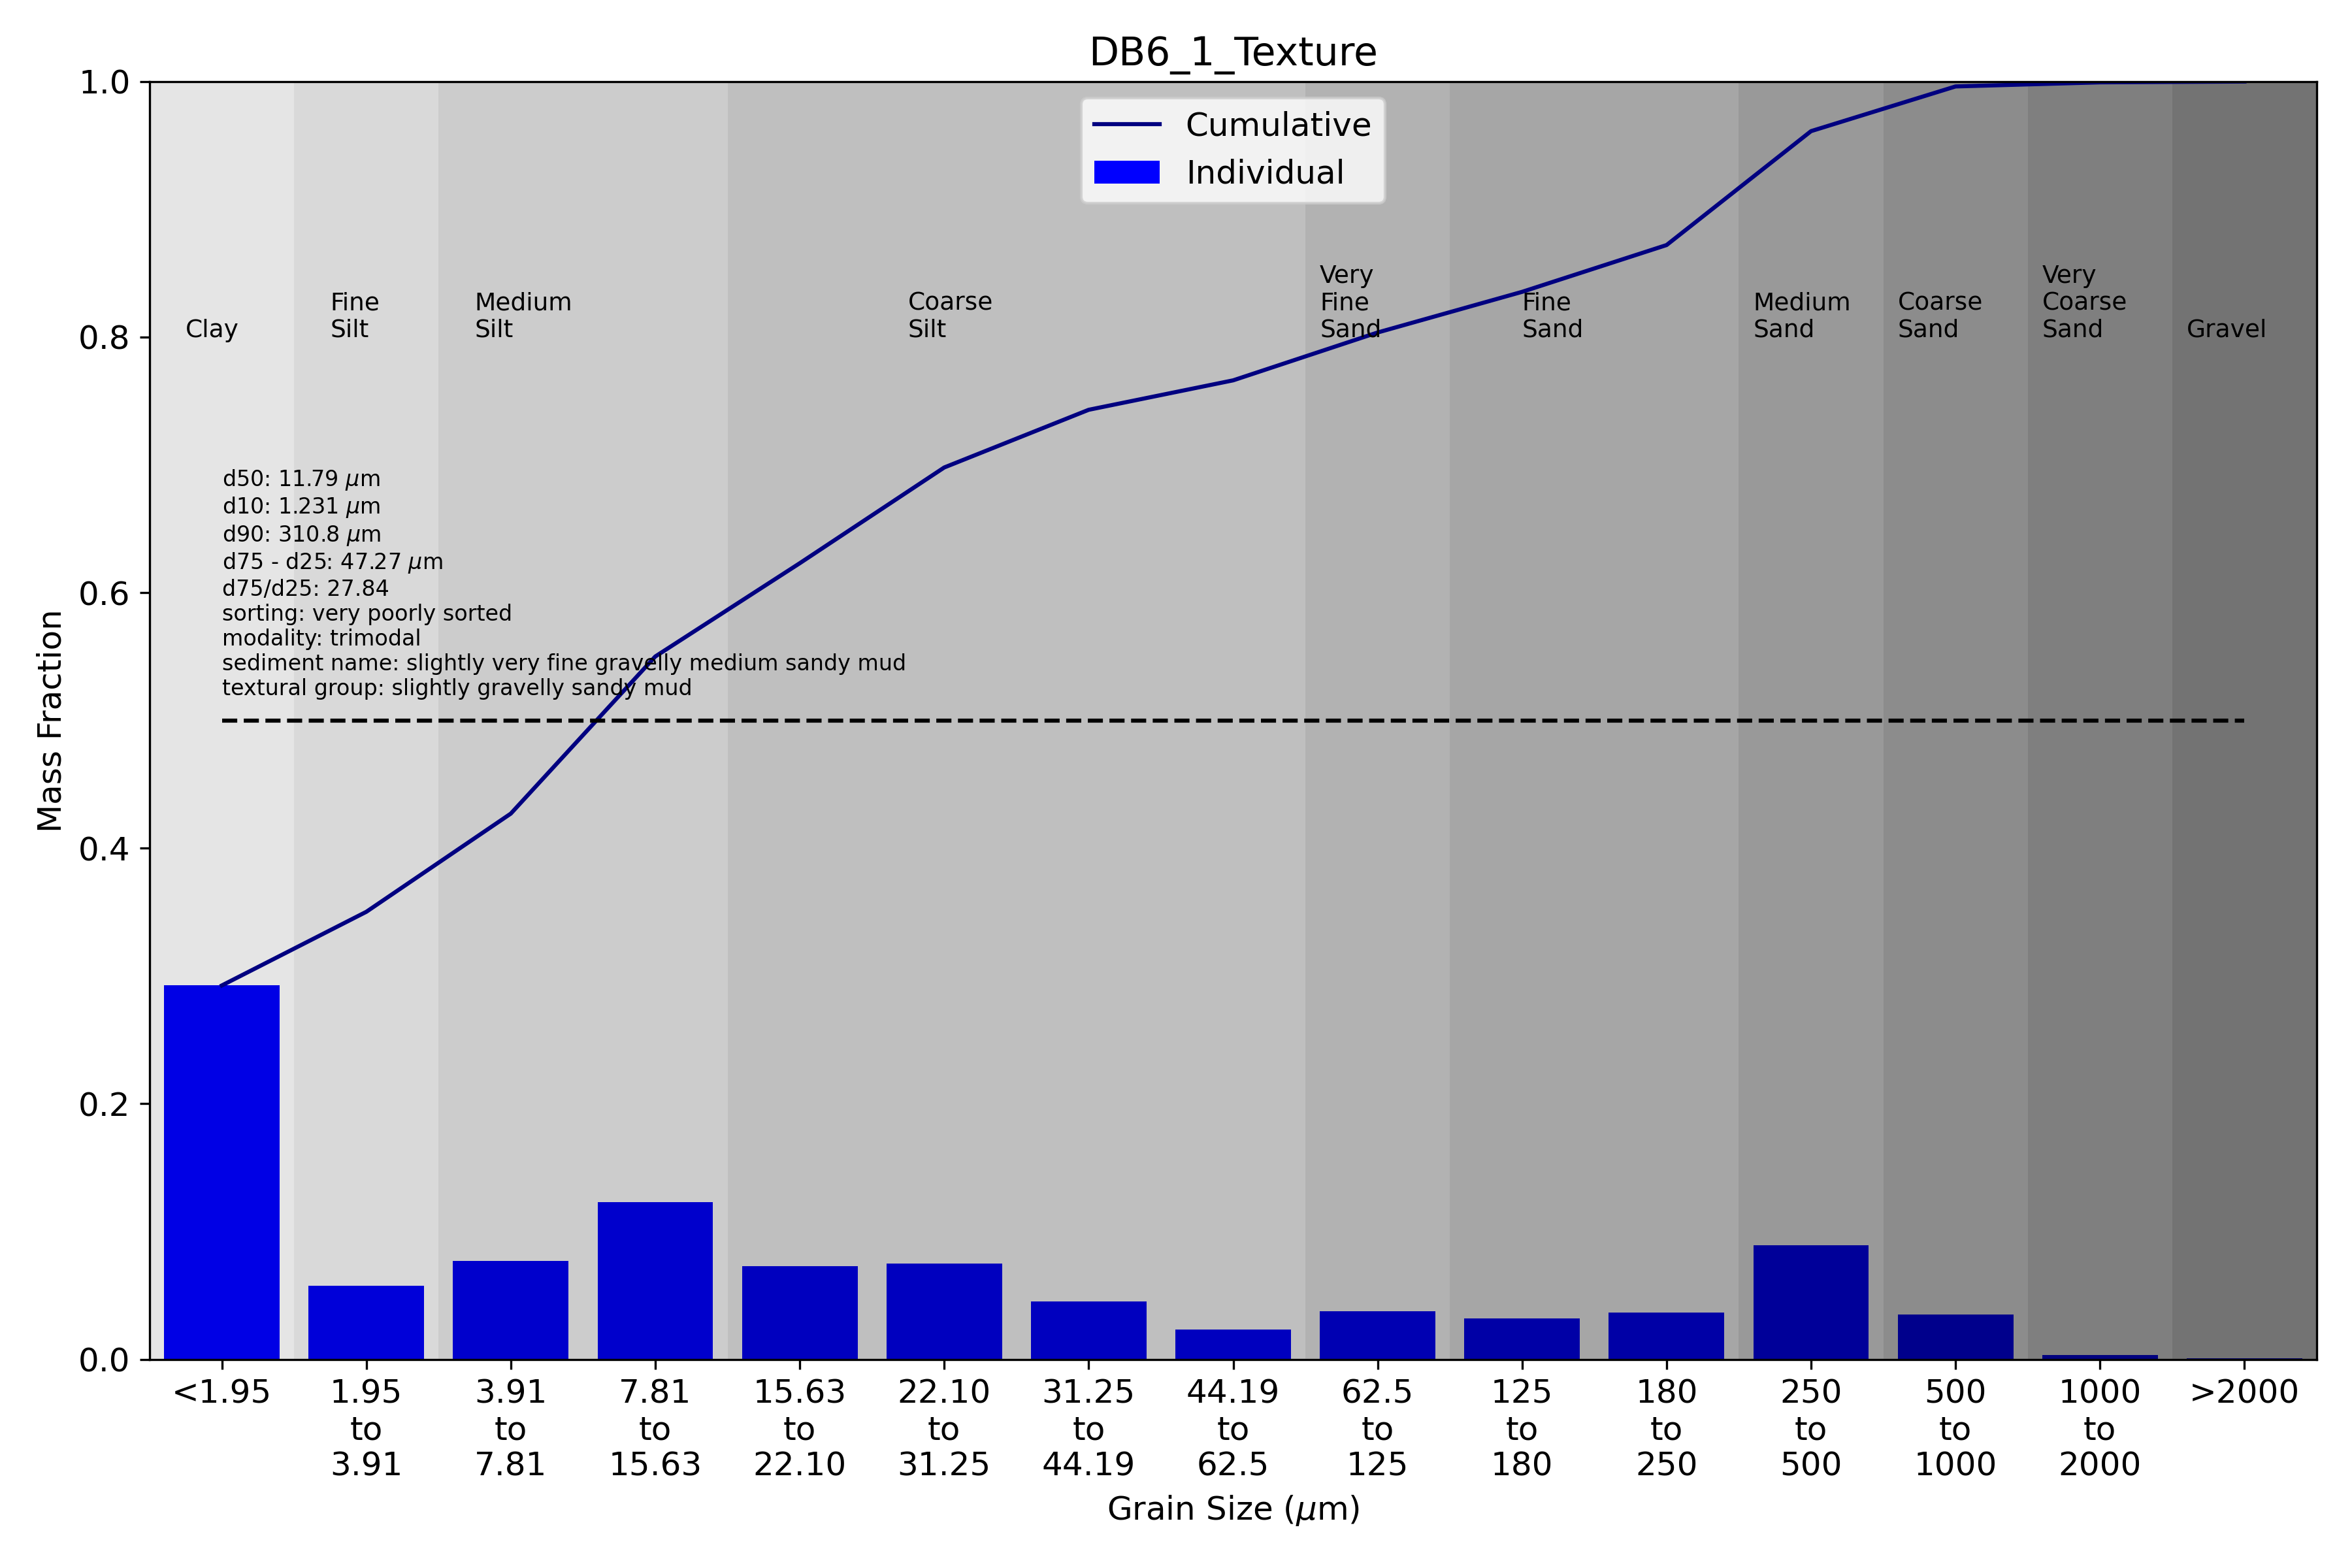 DB6_1_Texture
Cumulative
Individual
Clay
Fine
Silt
Medium
Silt
Coarse
Silt
Very
Fine
Sand
Fine
Sand
Medium
Sand
Coarse
Sand
Very
Coarse
Sand
Gravel
d50: 11.79 μm
d10: 1.231 μm
d90: 310.8 μm
d75 - d25: 47.27 μm
d75/d25: 27.84
sorting: very poorly sorted
modality: trimodal
sediment name: slightly very fine gravelly medium sandy mud
textural group: slightly gravelly sandy mud
Mass Fraction
1.0
0.8
0.6
0.4
0.2
0.0
<1.95
1.95
to
3.91
3.91
to
7.81
7.81
to
15.63
15.63
to
22.10
22.10
to
31.25
31.25
to
44.19
44.19
to
62.5
62.5
to
125
125
to
180
180
to
250
250
to
500
500
to
1000
1000
to
2000
>2000
Grain Size (μm)